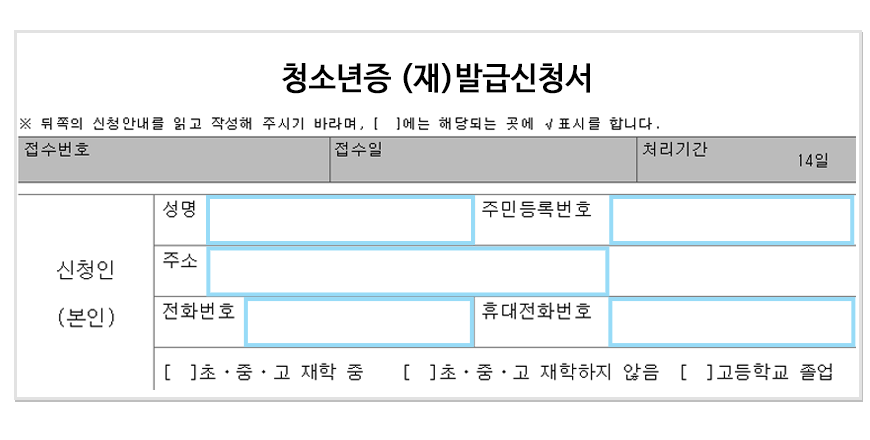 청소년증 (재)발급신청서
※ 뒤쪽의 신청안내를 읽고 작성해 주시기 바라며, [ ]에는 해당되는 곳에 √ 표시를 합니다.
접수번호 접수일 처리기간 14일
성명 주민등록번호
주소
신청인
(본인)
전화번호 휴대전화번호
[ ]초·중·고 재학 중 [ ]초·중·고 재학하지 않음 [ ]고등학교 졸업